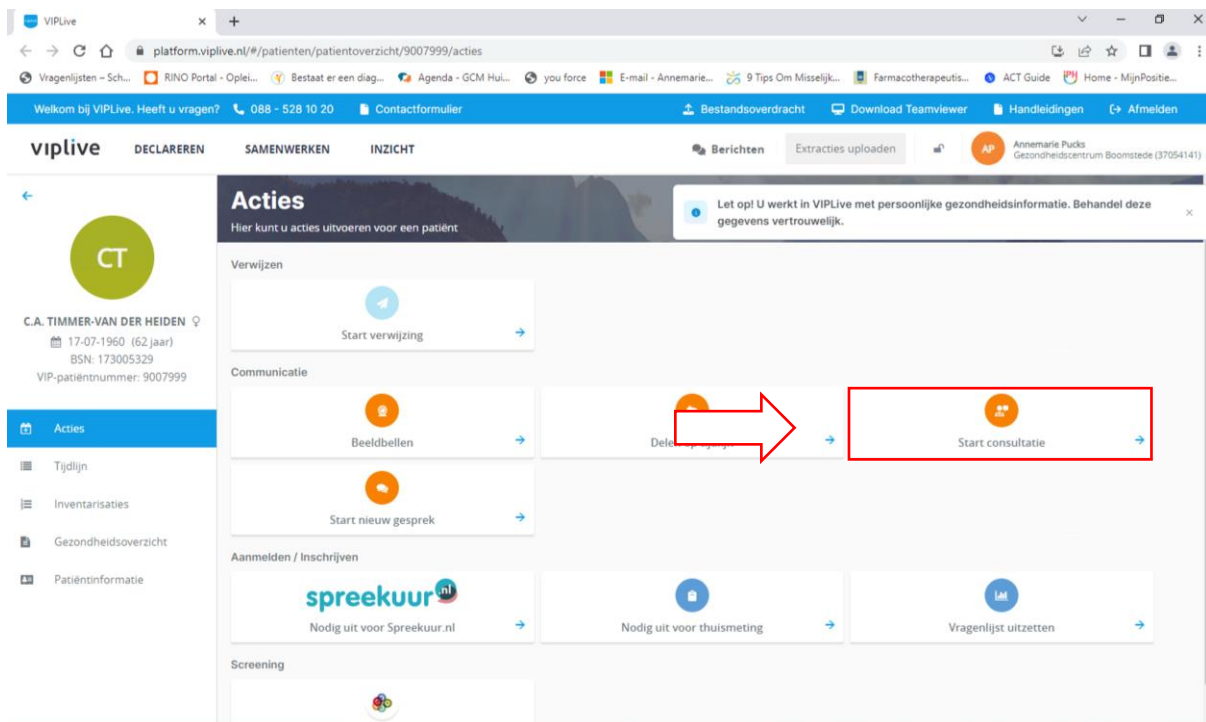 VIPLive
platform.viplive.nl/#/patienten/patientoverzicht/9007999/acties
Vragenlijsten – Sch... RINO Portal - Oplei... Bestaat er een diag... Agenda - GCM Hui... you force E-mail - Annemarie... 9 Tips Om Misselijk... Farmacotherapeutis... ACT Guide Home - MijnPositie...
Welkom bij VIPLive. Heeft u vragen? 088 - 528 10 20 Contactformulier Bestandsoverdracht Download Teamviewer Handleidingen Afmelden
viplive DECLAREREN SAMENWERKEN INZICHT Berichten Extracties uploaden AP Annemarie Pucks
Gezondheidscentrum Boomstede (37054141)
Acties
Hier kunt u acties uitvoeren voor een patiënt
Let op! U werkt in VIPLive met persoonlijke gezondheidsinformatie. Behandel deze
gegevens vertrouwelijk.
CT
C.A. TIMMER-VAN DER HEIDEN ♀
17-07-1960 (62 jaar)
BSN: 173005329
VIP-patiëntnummer: 9007999
Acties
Tijdlijn
Inventarisaties
Gezondheidsoverzicht
Patiëntinformatie
Verwijzen
Start verwijzing
Communicatie
Beeldbellen
Start consultatie
Start nieuw gesprek
Aanmelden / Inschrijven
spreekuur.nl
Nodig uit voor Spreekuur.nl
Nodig uit voor thuismeting
Vragenlijst uitzetten
Screening